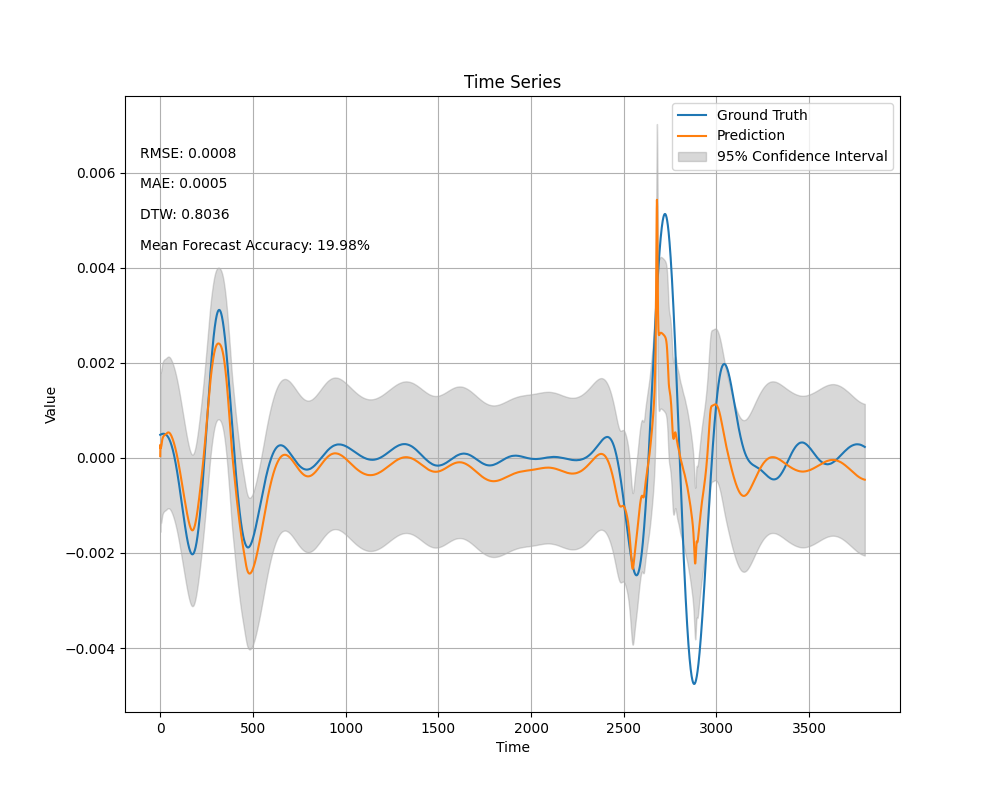 Time Series
Ground Truth
Prediction
95% Confidence Interval
RMSE: 0.0008
MAE: 0.0005
DTW: 0.8036
Mean Forecast Accuracy: 19.98%
0.006
0.004
0.002
0.000
−0.002
−0.004
Value
0 500 1000 1500 2000 2500 3000 3500
Time